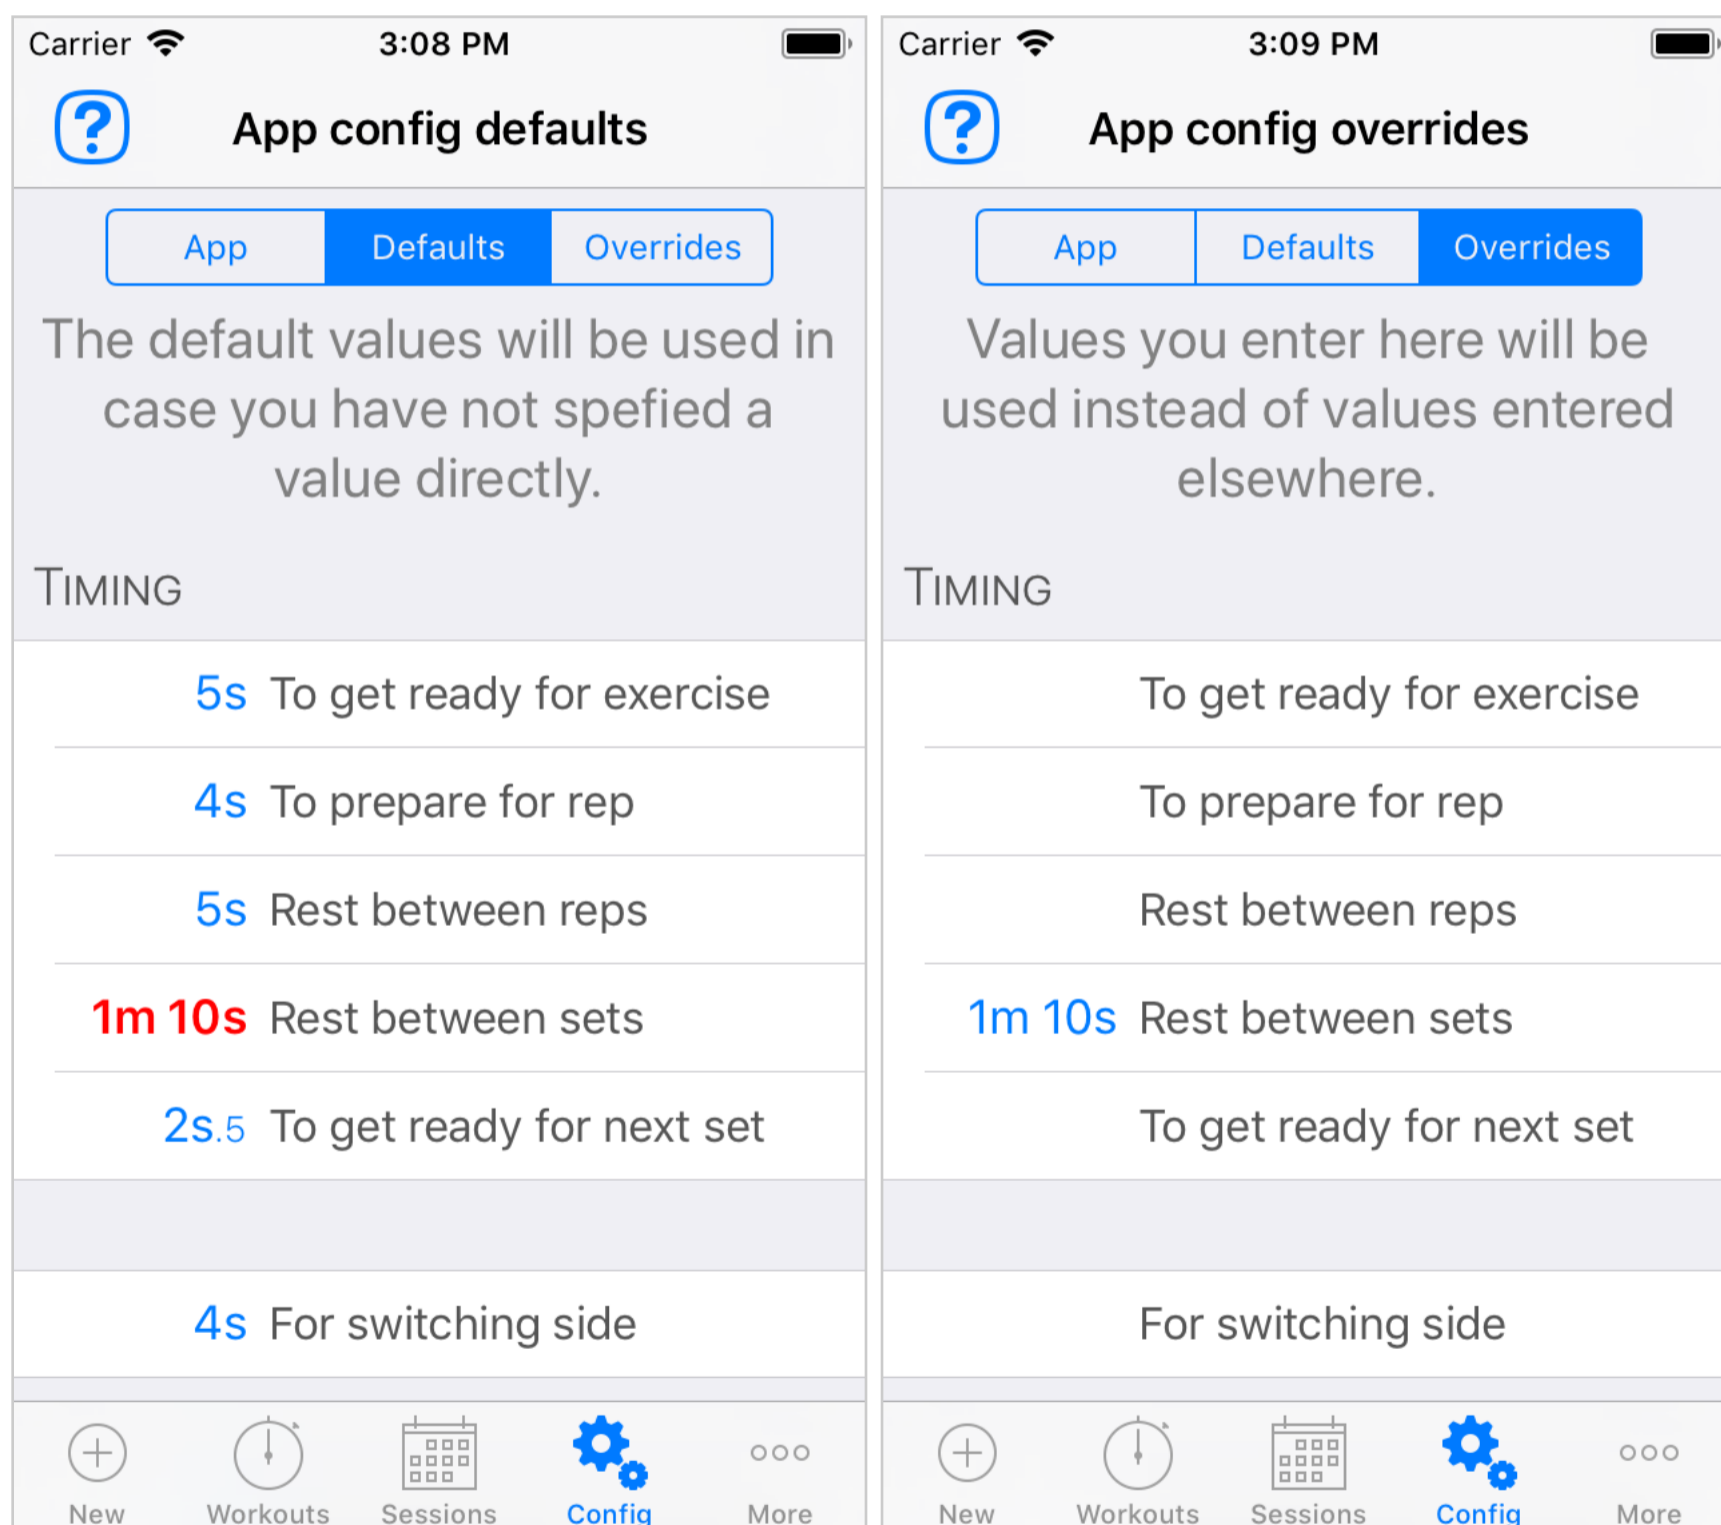 Carrier 3:08 PM
App config defaults
App Defaults Overrides
The default values will be used in
case you have not spefied a
value directly.
TIMING
5s To get ready for exercise
4s To prepare for rep
5s Rest between reps
1m 10s Rest between sets
2s.5 To get ready for next set
4s For switching side
New Workouts Sessions Config More
Carrier 3:09 PM
App config overrides
App Defaults Overrides
Values you enter here will be
used instead of values entered
elsewhere.
TIMING
To get ready for exercise
To prepare for rep
Rest between reps
1m 10s Rest between sets
To get ready for next set
For switching side
New Workouts Sessions Config More